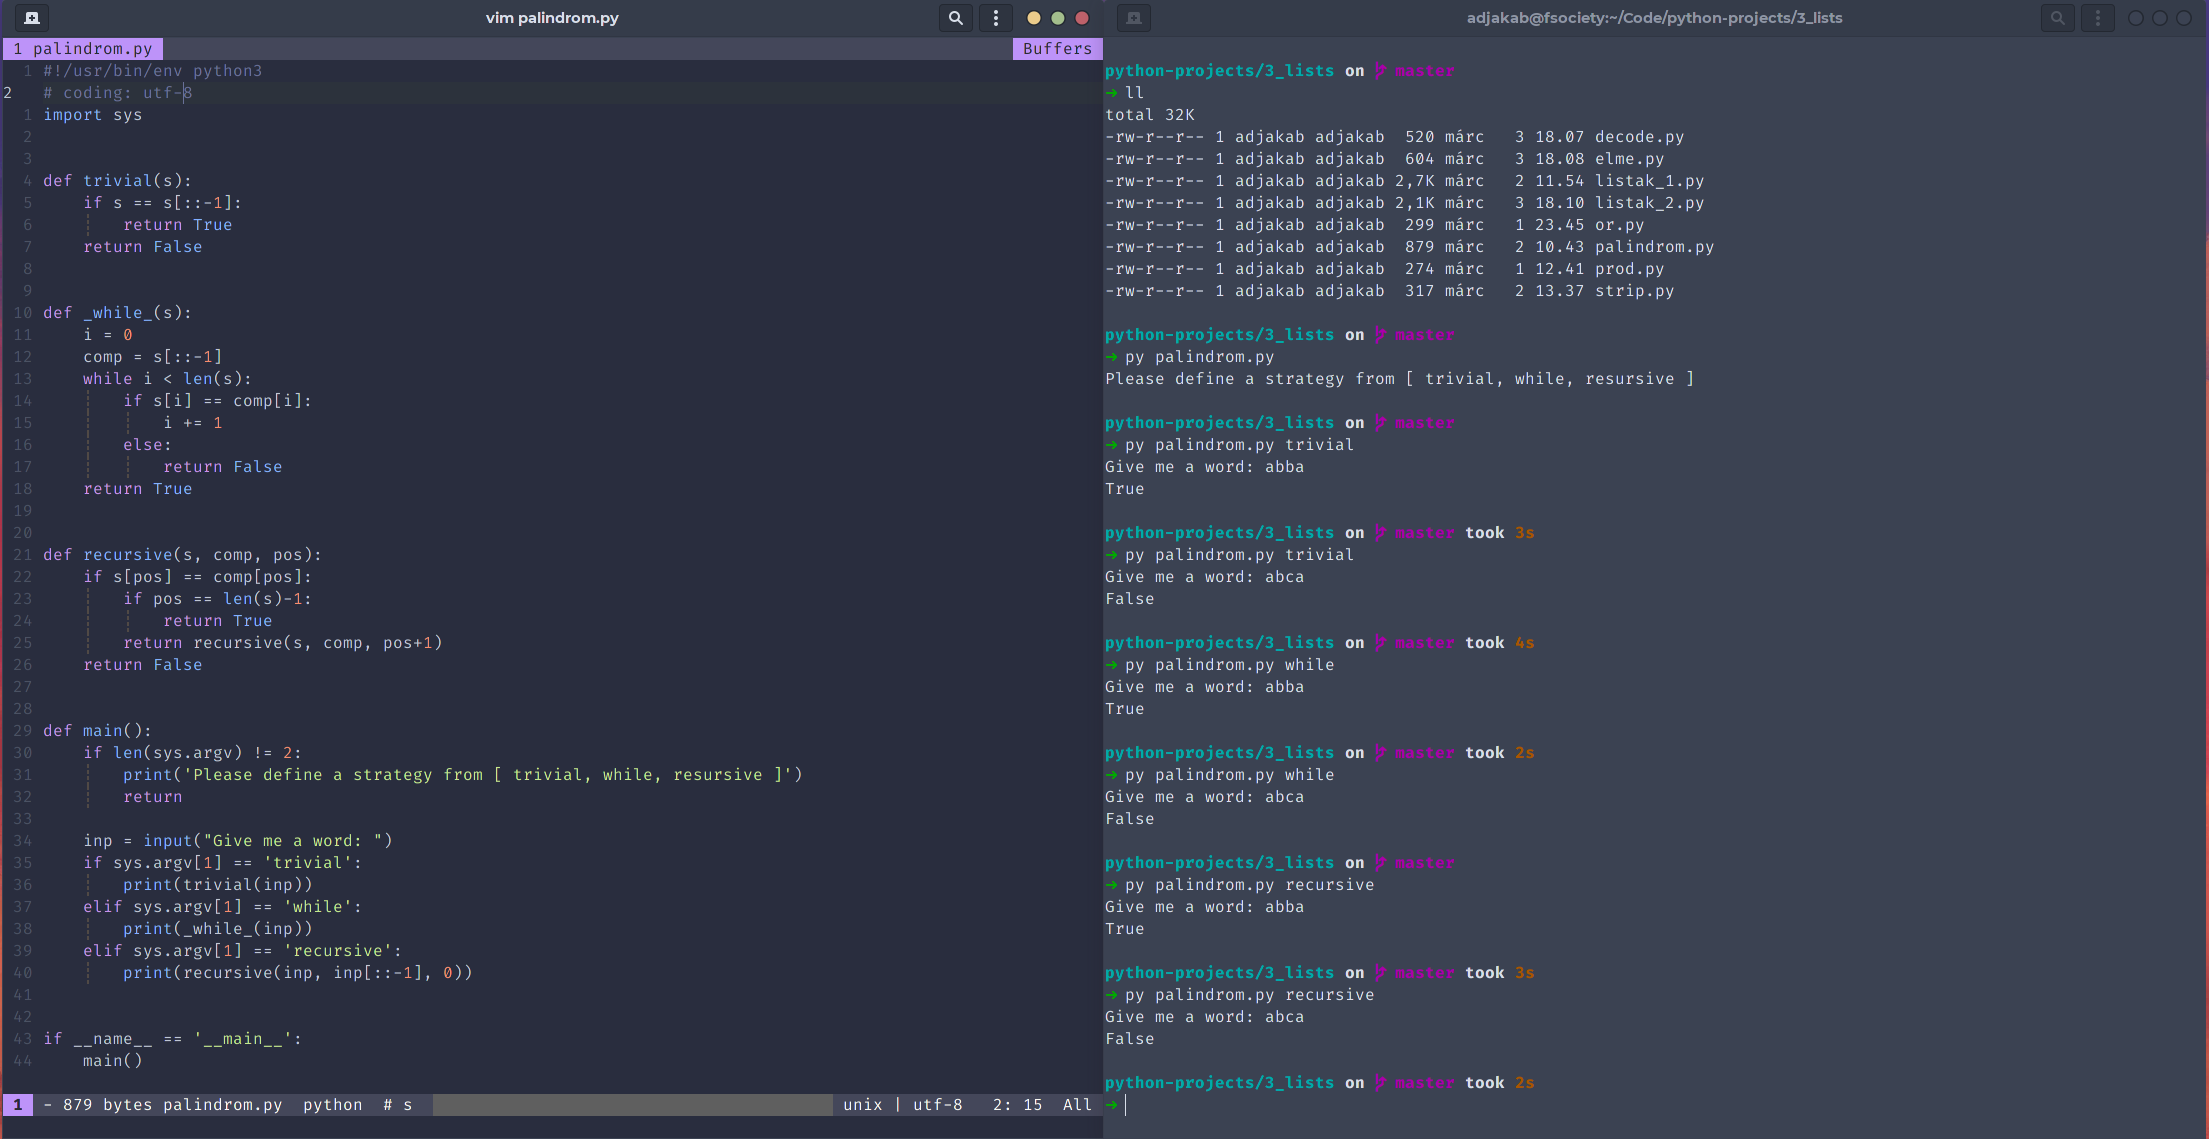 vim palindrom.py
1 palindrom.py
Buffers
1 #!/usr/bin/env python3
2 # coding: utf-8
1 import sys
2
3
4 def trivial(s):
5     if s == s[::-1]:
6         return True
7     return False
8
9
10 def _while_(s):
11     i = 0
12     comp = s[::-1]
13     while i < len(s):
14         if s[i] == comp[i]:
15             i += 1
16         else:
17             return False
18     return True
19
20
21 def recursive(s, comp, pos):
22     if s[pos] == comp[pos]:
23         if pos == len(s)-1:
24             return True
25         return recursive(s, comp, pos+1)
26     return False
27
28
29 def main():
30     if len(sys.argv) != 2:
31         print('Please define a strategy from [ trivial, while, resursive ]')
32         return
33
34     inp = input("Give me a word: ")
35     if sys.argv[1] == 'trivial':
36         print(trivial(inp))
37     elif sys.argv[1] == 'while':
38         print(_while_(inp))
39     elif sys.argv[1] == 'recursive':
40         print(recursive(inp, inp[::-1], 0))
41
42
43 if __name__ == '__main__':
44     main()
1 - 879 bytes palindrom.py  python  # s
unix | utf-8   2: 15  All
adjakab@fsociety:~/Code/python-projects/3_lists
python-projects/3_lists on master
➜ ll
total 32K
-rw-r--r-- 1 adjakab adjakab  520 márc   3 18.07 decode.py
-rw-r--r-- 1 adjakab adjakab  604 márc   3 18.08 elme.py
-rw-r--r-- 1 adjakab adjakab 2,7K márc   2 11.54 listak_1.py
-rw-r--r-- 1 adjakab adjakab 2,1K márc   3 18.10 listak_2.py
-rw-r--r-- 1 adjakab adjakab  299 márc   1 23.45 or.py
-rw-r--r-- 1 adjakab adjakab  879 márc   2 10.43 palindrom.py
-rw-r--r-- 1 adjakab adjakab  274 márc   1 12.41 prod.py
-rw-r--r-- 1 adjakab adjakab  317 márc   2 13.37 strip.py
python-projects/3_lists on master
➜ py palindrom.py
Please define a strategy from [ trivial, while, resursive ]
python-projects/3_lists on master
➜ py palindrom.py trivial
Give me a word: abba
True
python-projects/3_lists on master took 3s
➜ py palindrom.py trivial
Give me a word: abca
False
python-projects/3_lists on master took 4s
➜ py palindrom.py while
Give me a word: abba
True
python-projects/3_lists on master took 2s
➜ py palindrom.py while
Give me a word: abca
False
python-projects/3_lists on master
➜ py palindrom.py recursive
Give me a word: abba
True
python-projects/3_lists on master took 3s
➜ py palindrom.py recursive
Give me a word: abca
False
python-projects/3_lists on master took 2s
➜